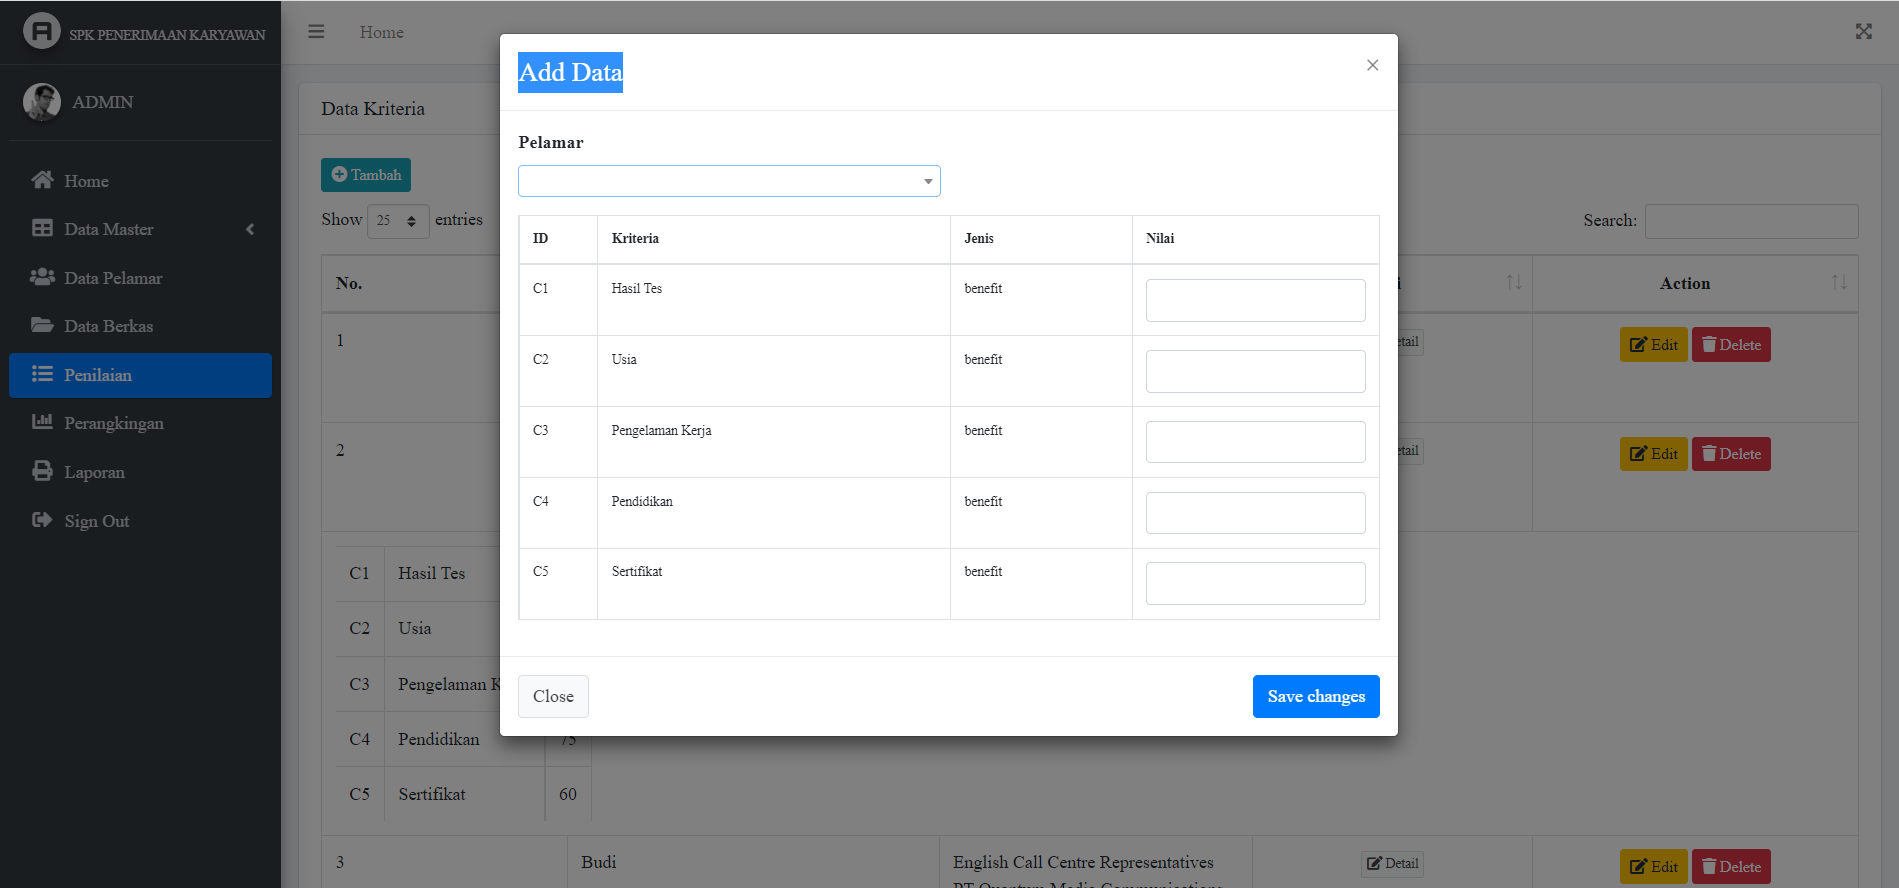 SPK PENERIMAAN KARYAWAN
Home
ADMIN
Home
Data Master
Data Pelamar
Data Berkas
Penilaian
Perangkingan
Laporan
Sign Out
Data Kriteria
Tambah
Show 25 entries
Search:
No. Action
1 Edit Delete
2 Edit Delete
C1 Hasil Tes
C2 Usia
C3 Pengelaman
C4 Pendidikan 75
C5 Sertifikat 60
3 Budi English Call Centre Representatives Detail Edit Delete
Add Data ×
Pelamar
ID Kriteria Jenis Nilai
C1 Hasil Tes benefit
C2 Usia benefit
C3 Pengelaman Kerja benefit
C4 Pendidikan benefit
C5 Sertifikat benefit
Close Save changes